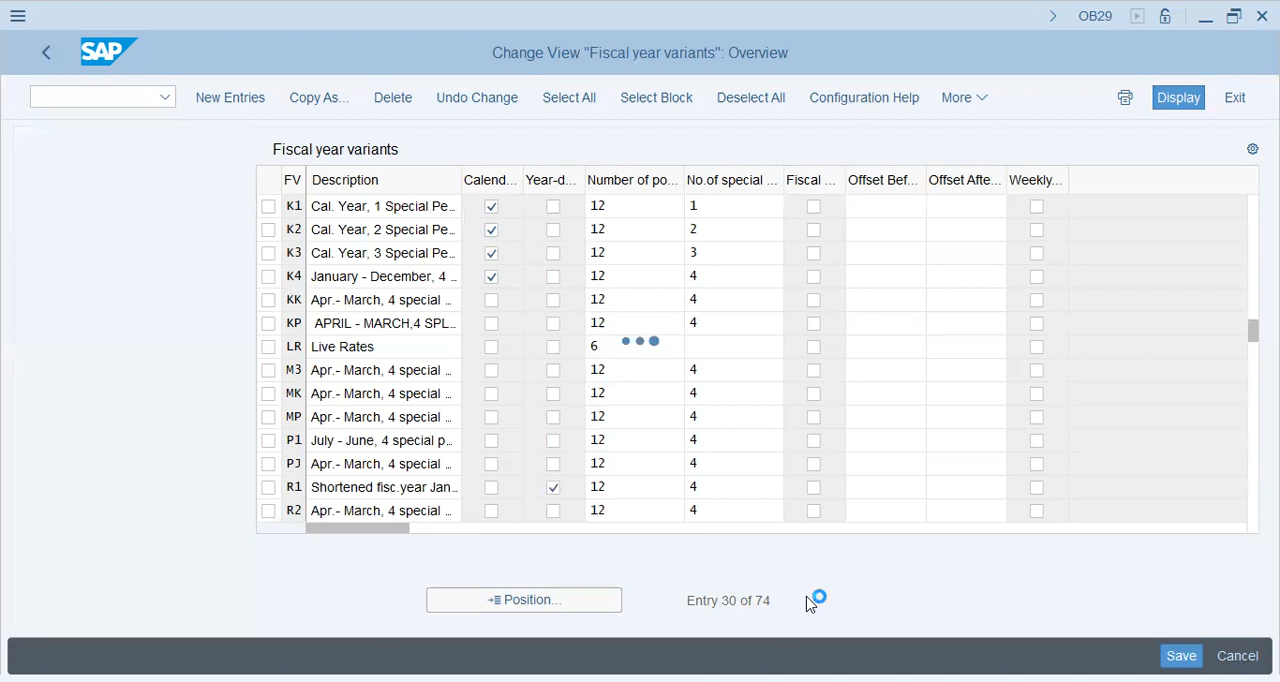 OB29
SAP
Change View "Fiscal year variants": Overview
New Entries Copy As... Delete Undo Change Select All Select Block Deselect All Configuration Help More Display Exit
Fiscal year variants
FV Description Calend... Year-d... Number of po... No.of special ... Fiscal ... Offset Bef... Offset Afte... Weekly...
K1 Cal. Year, 1 Special Pe... 12 1
K2 Cal. Year, 2 Special Pe... 12 2
K3 Cal. Year, 3 Special Pe... 12 3
K4 January - December, 4 ... 12 4
KK Apr.- March, 4 special ... 12 4
KP APRIL - MARCH,4 SPL... 12 4
LR Live Rates 6
M3 Apr.- March, 4 special ... 12 4
MK Apr.- March, 4 special ... 12 4
MP Apr.- March, 4 special ... 12 4
P1 July - June, 4 special p... 12 4
PJ Apr.- March, 4 special ... 12 4
R1 Shortened fisc.year Jan... 12 4
R2 Apr.- March, 4 special ... 12 4
Position... Entry 30 of 74
Save Cancel